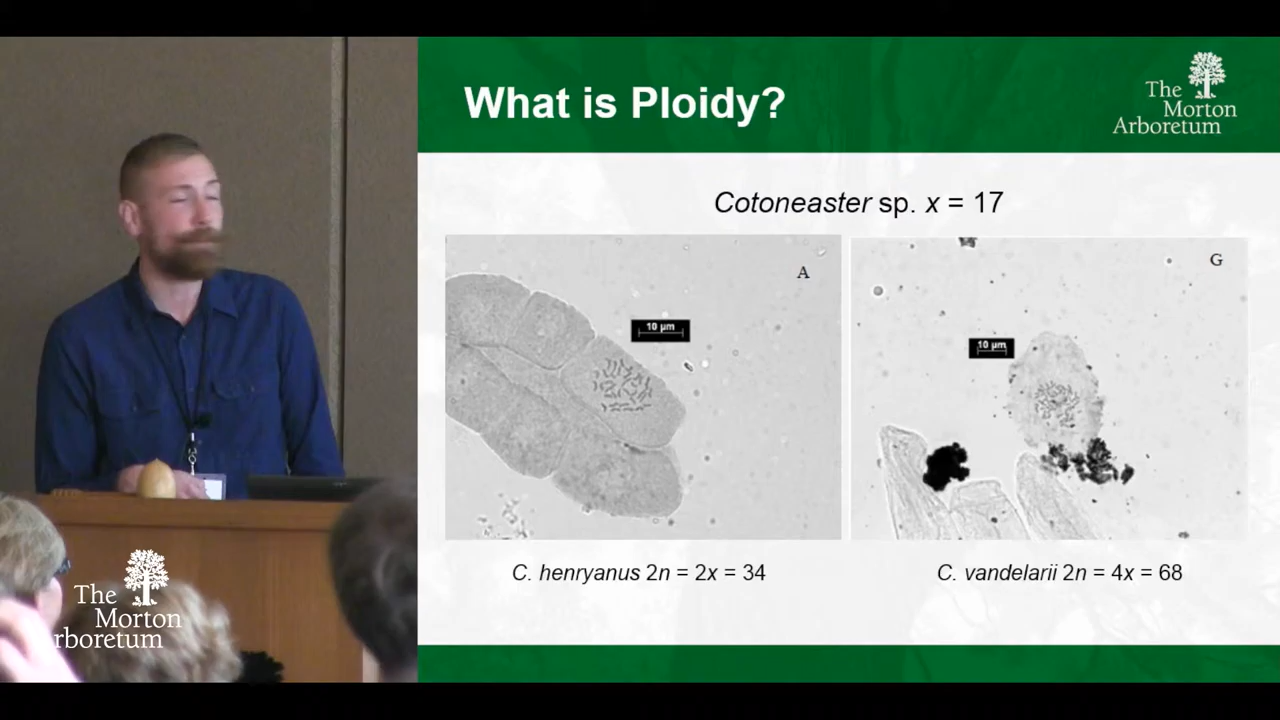 What is Ploidy?
The
Morton
Arboretum
Cotoneaster sp. x = 17
A
10 µm
G
10 µm
C. henryanus 2n = 2x = 34
C. vandelarii 2n = 4x = 68
The
Morton
rboretum